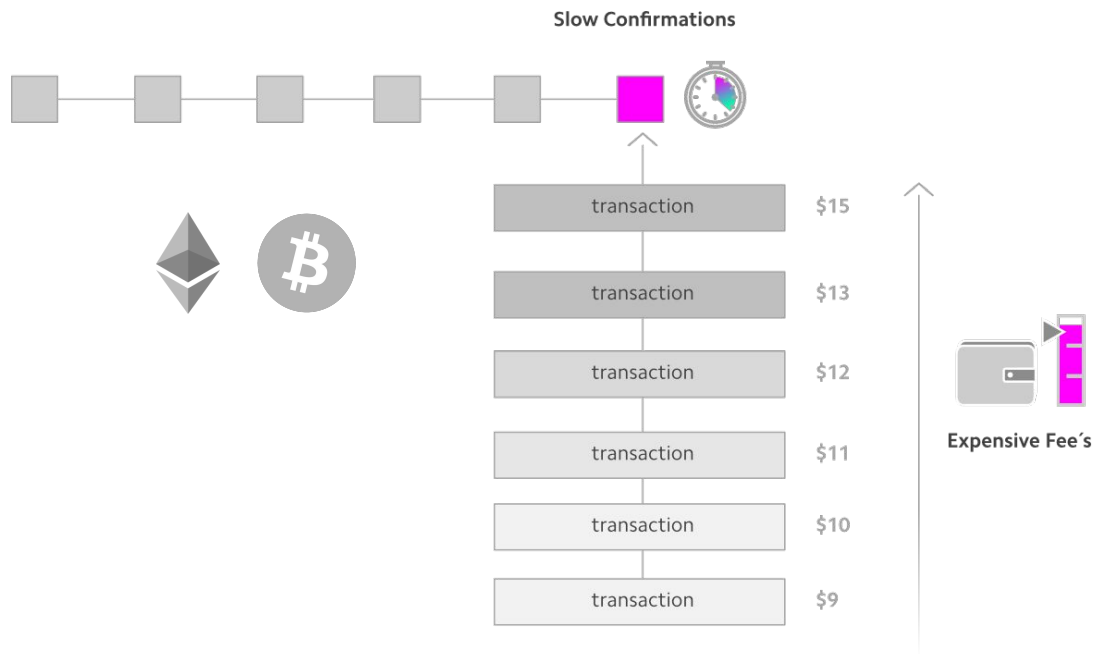 Slow Confirmations
transaction $15
transaction $13
transaction $12
transaction $11
transaction $10
transaction $9
Expensive Fee´s